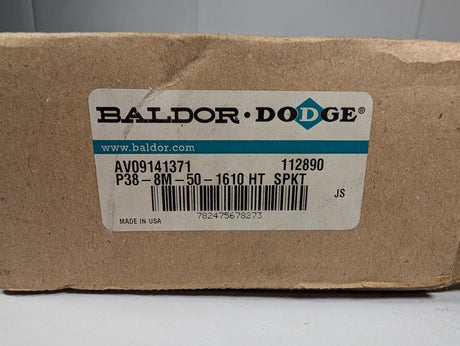 BALDOR · DODGE®
www.baldor.com
AV09141371 112890
P38-8M-50-1610 HT SPKT
JS
782475678273
MADE IN USA